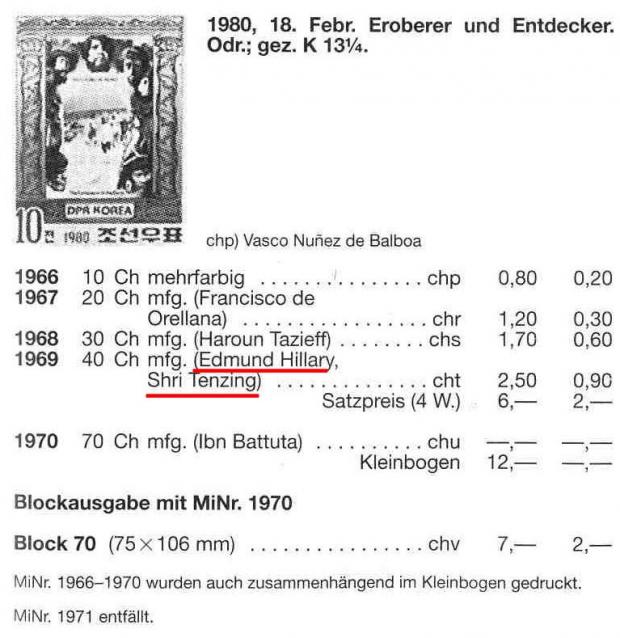 1980, 18. Febr. Eroberer und Entdecker.
Odr.; gez. K 13¼.
DPR KOREA
10 전 1980 조선우표
chp) Vasco Nuñez de Balboa
1966 10 Ch mehrfarbig . . . . . . . . . . . . . . . . chp 0,80 0,20
1967 20 Ch mfg. (Francisco de
Orellana) . . . . . . . . . . . . . . . . . . chr 1,20 0,30
1968 30 Ch mfg. (Haroun Tazieff) . . . . . . . . . chs 1,70 0,60
1969 40 Ch mfg. (Edmund Hillary,
Shri Tenzing) . . . . . . . . . . . . . . . cht 2,50 0,90
Satzpreis (4 W.) 6,— 2,—
1970 70 Ch mfg. (Ibn Battuta) . . . . . . . . . . . chu —,— —,—
Kleinbogen 12,— —,—
Blockausgabe mit MiNr. 1970
Block 70 (75×106 mm) . . . . . . . . . . . . . . . . . chv 7,— 2,—
MiNr. 1966–1970 wurden auch zusammenhängend im Kleinbogen gedruckt.
MiNr. 1971 entfällt.